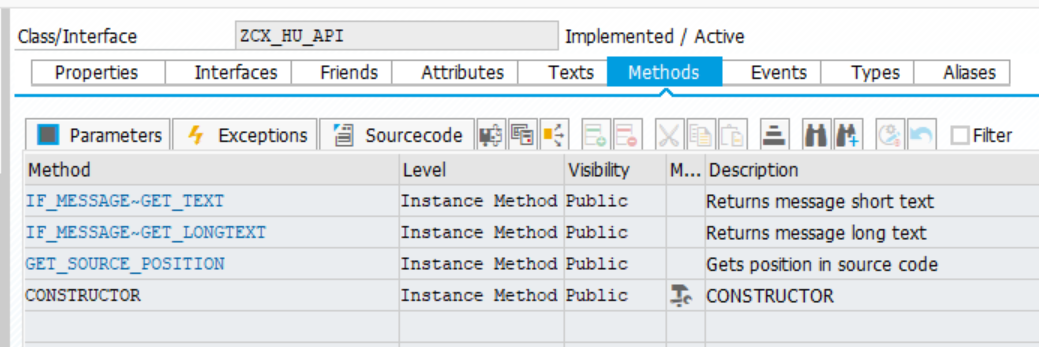 Class/Interface ZCX_HU_API Implemented / Active
Properties Interfaces Friends Attributes Texts Methods Events Types Aliases
Parameters Exceptions Sourcecode Filter
Method Level Visibility M... Description
IF_MESSAGE~GET_TEXT Instance Method Public Returns message short text
IF_MESSAGE~GET_LONGTEXT Instance Method Public Returns message long text
GET_SOURCE_POSITION Instance Method Public Gets position in source code
CONSTRUCTOR Instance Method Public CONSTRUCTOR